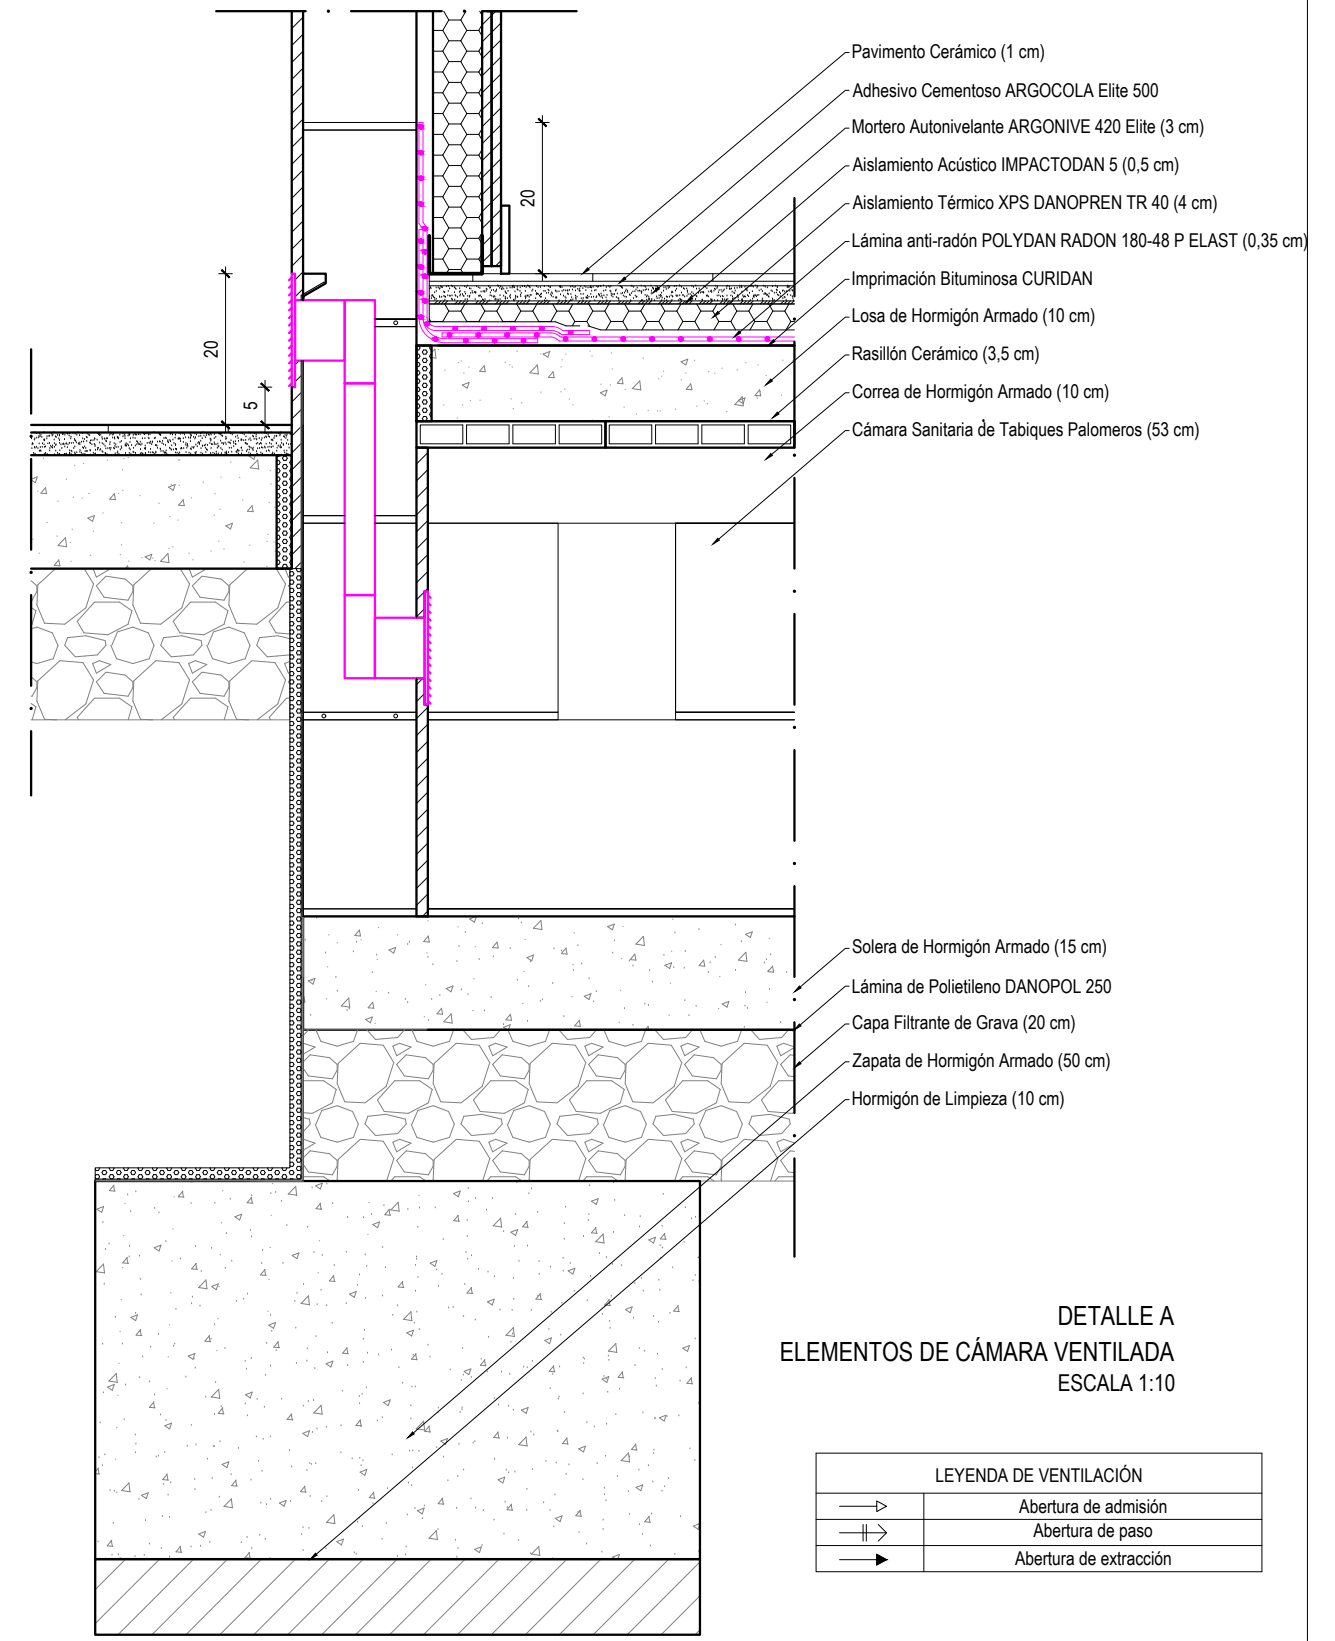 Pavimento Cerámico (1 cm)
Adhesivo Cementoso ARGOCOLA Elite 500
Mortero Autonivelante ARGONIVE 420 Elite (3 cm)
Aislamiento Acústico IMPACTODAN 5 (0,5 cm)
Aislamiento Térmico XPS DANOPREN TR 40 (4 cm)
Lámina anti-radón POLYDAN RADON 180-48 P ELAST (0,35 cm)
Imprimación Bituminosa CURIDAN
Losa de Hormigón Armado (10 cm)
Rasillón Cerámico (3,5 cm)
Correa de Hormigón Armado (10 cm)
Cámara Sanitaria de Tabiques Palomeros (53 cm)
20
20
5
Solera de Hormigón Armado (15 cm)
Lámina de Polietileno DANOPOL 250
Capa Filtrante de Grava (20 cm)
Zapata de Hormigón Armado (50 cm)
Hormigón de Limpieza (10 cm)
DETALLE A
ELEMENTOS DE CÁMARA VENTILADA
ESCALA 1:10
LEYENDA DE VENTILACIÓN
Abertura de admisión
Abertura de paso
Abertura de extracción